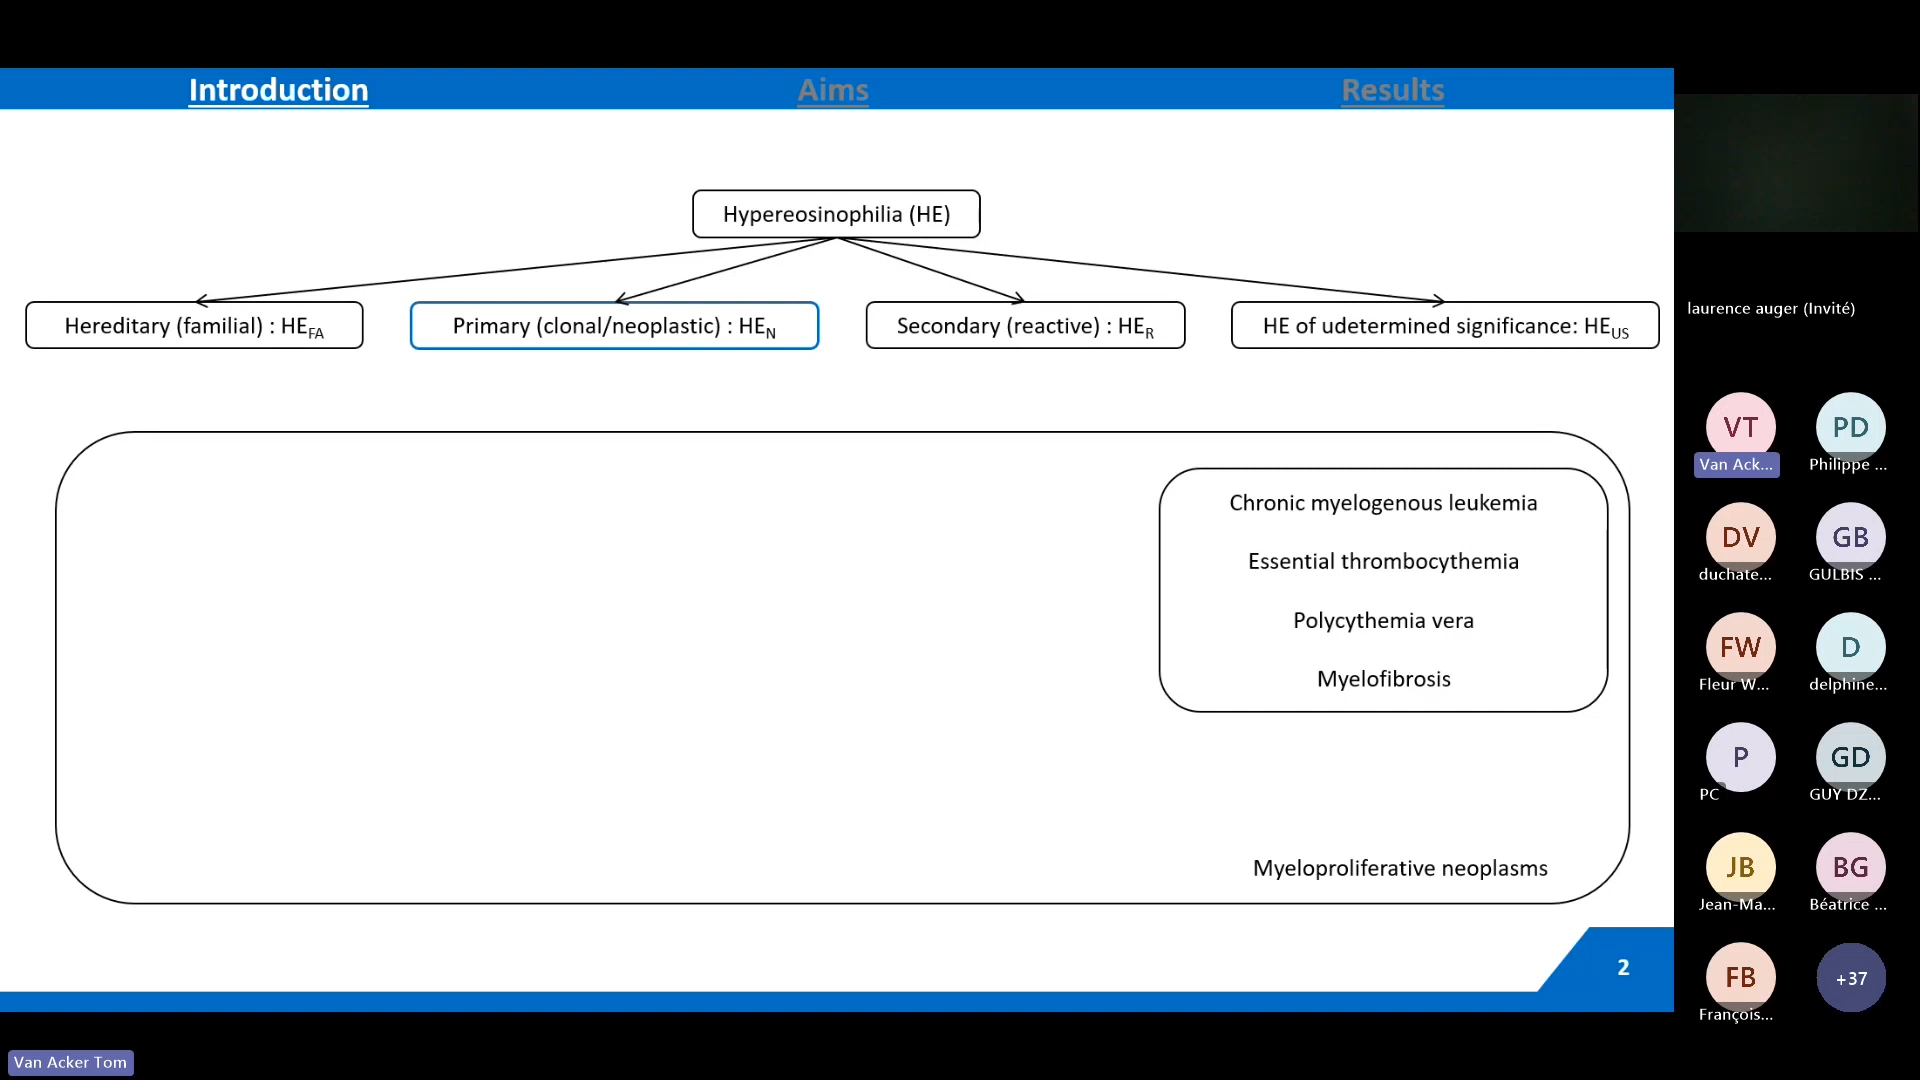 Introduction
Aims
Results
Hypereosinophilia (HE)
Hereditary (familial) : HEFA
Primary (clonal/neoplastic) : HEN
Secondary (reactive) : HER
HE of udetermined significance: HEUS
Chronic myelogenous leukemia
Essential thrombocythemia
Polycythemia vera
Myelofibrosis
Myeloproliferative neoplasms
2
laurence auger (Invité)
VT
Van Ack...
PD
Philippe ...
DV
duchate...
GB
GULBIS ...
FW
Fleur W...
D
delphine...
P
PC
GD
GUY DZ...
JB
Jean-Ma...
BG
Béatrice ...
FB
François...
+37
Van Acker Tom